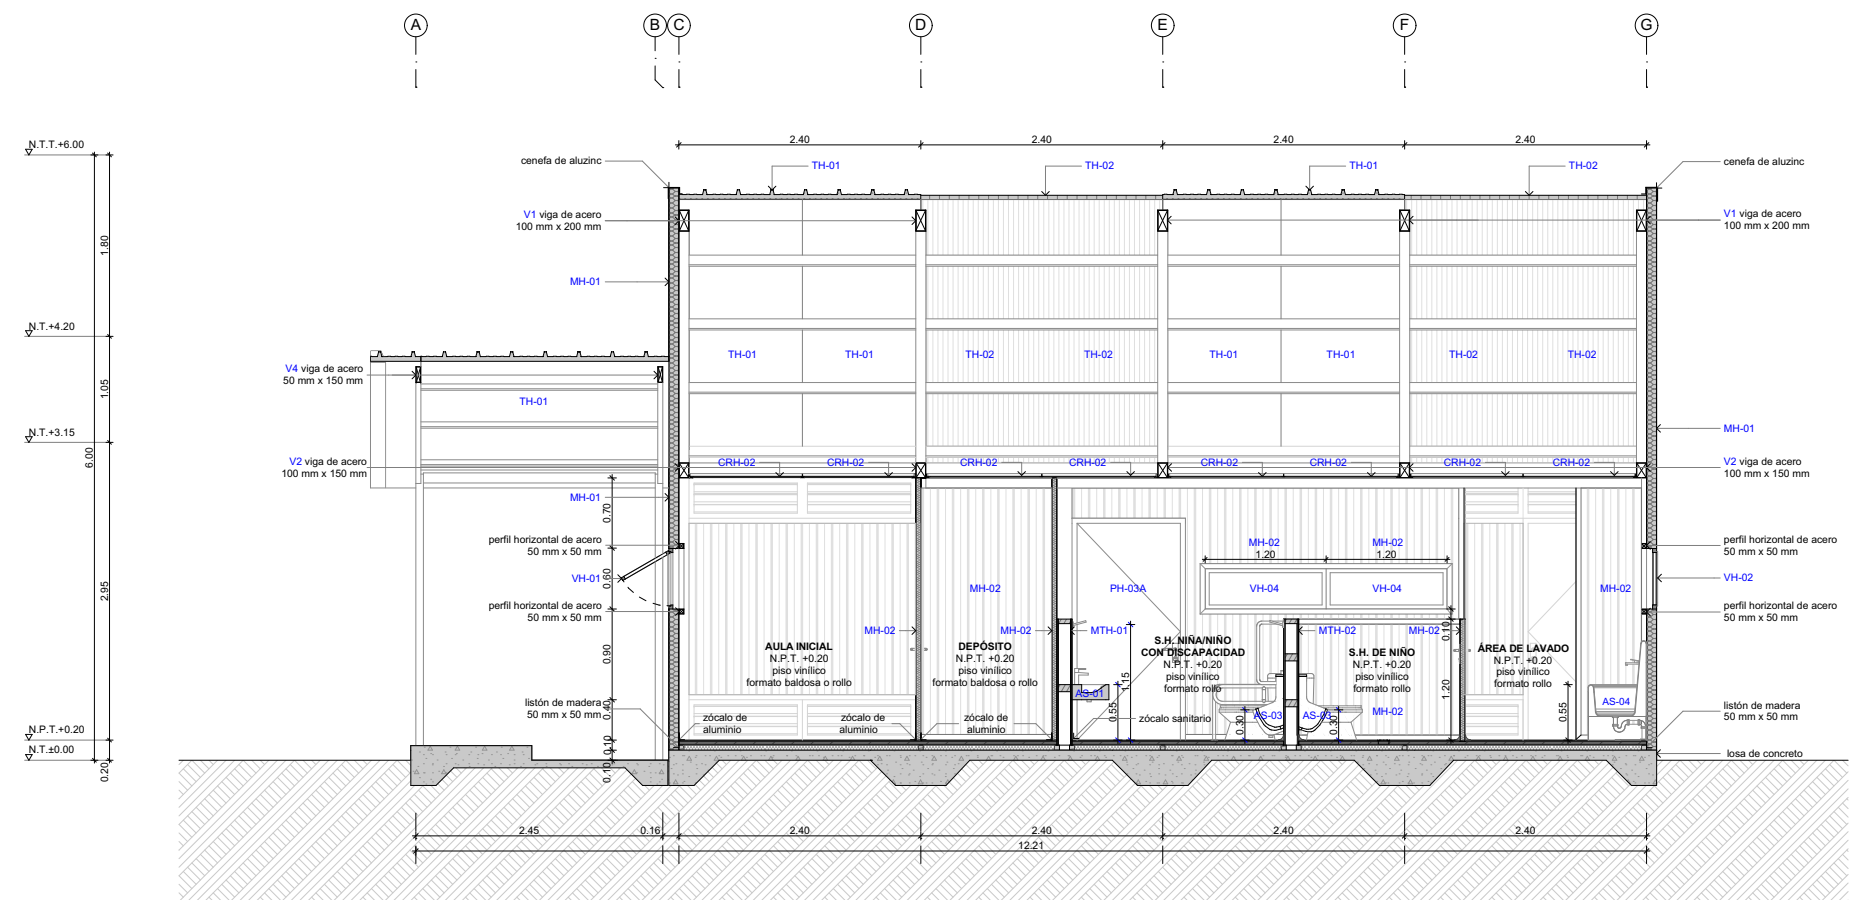 A B C D E F G
2.40 2.40 2.40 2.40
N.T.T.+6.00
cenefa de aluzinc
TH-01 TH-02 TH-01 TH-02
cenefa de aluzinc
V1 viga de acero
100 mm x 200 mm
V1 viga de acero
100 mm x 200 mm
1.80
MH-01
N.T.+4.20
TH-01 TH-01 TH-02 TH-02 TH-01 TH-01 TH-02 TH-02
V4 viga de acero
50 mm x 150 mm
1.05
TH-01
N.T.+3.15
MH-01
6.00
V2 viga de acero
100 mm x 150 mm
CRH-02 CRH-02 CRH-02 CRH-02 CRH-02 CRH-02 CRH-02 CRH-02
V2 viga de acero
100 mm x 150 mm
MH-01
0.70
perfil horizontal de acero
50 mm x 50 mm
MH-02 MH-02
1.20 1.20
perfil horizontal de acero
50 mm x 50 mm
VH-01
0.60
MH-02
PH-03A
VH-04 VH-04
MH-02
VH-02
2.95
perfil horizontal de acero
50 mm x 50 mm
perfil horizontal de acero
50 mm x 50 mm
MH-02 MH-02 MTH-01 MTH-02 MH-02
0.10
0.90
AULA INICIAL
N.P.T. +0.20
piso vinílico
formato baldosa o rollo
DEPÓSITO
N.P.T. +0.20
piso vinílico
formato baldosa o rollo
S.H. NIÑA/NIÑO
CON DISCAPACIDAD
N.P.T. +0.20
piso vinílico
formato rollo
S.H. DE NIÑO
N.P.T. +0.20
piso vinílico
formato rollo
ÁREA DE LAVADO
N.P.T. +0.20
piso vinílico
formato rollo
1.15
AS-01
0.55
1.20
0.55
AS-04
listón de madera
50 mm x 50 mm
0.40
zócalo de
aluminio
zócalo de
aluminio
zócalo de
aluminio
zócalo sanitario
0.30
AS-03
AS-03
0.30
MH-02
listón de madera
50 mm x 50 mm
N.P.T.+0.20
0.10
N.T.±0.00
losa de concreto
0.20
0.10
2.45 0.16 2.40 2.40 2.40 2.40
12.21